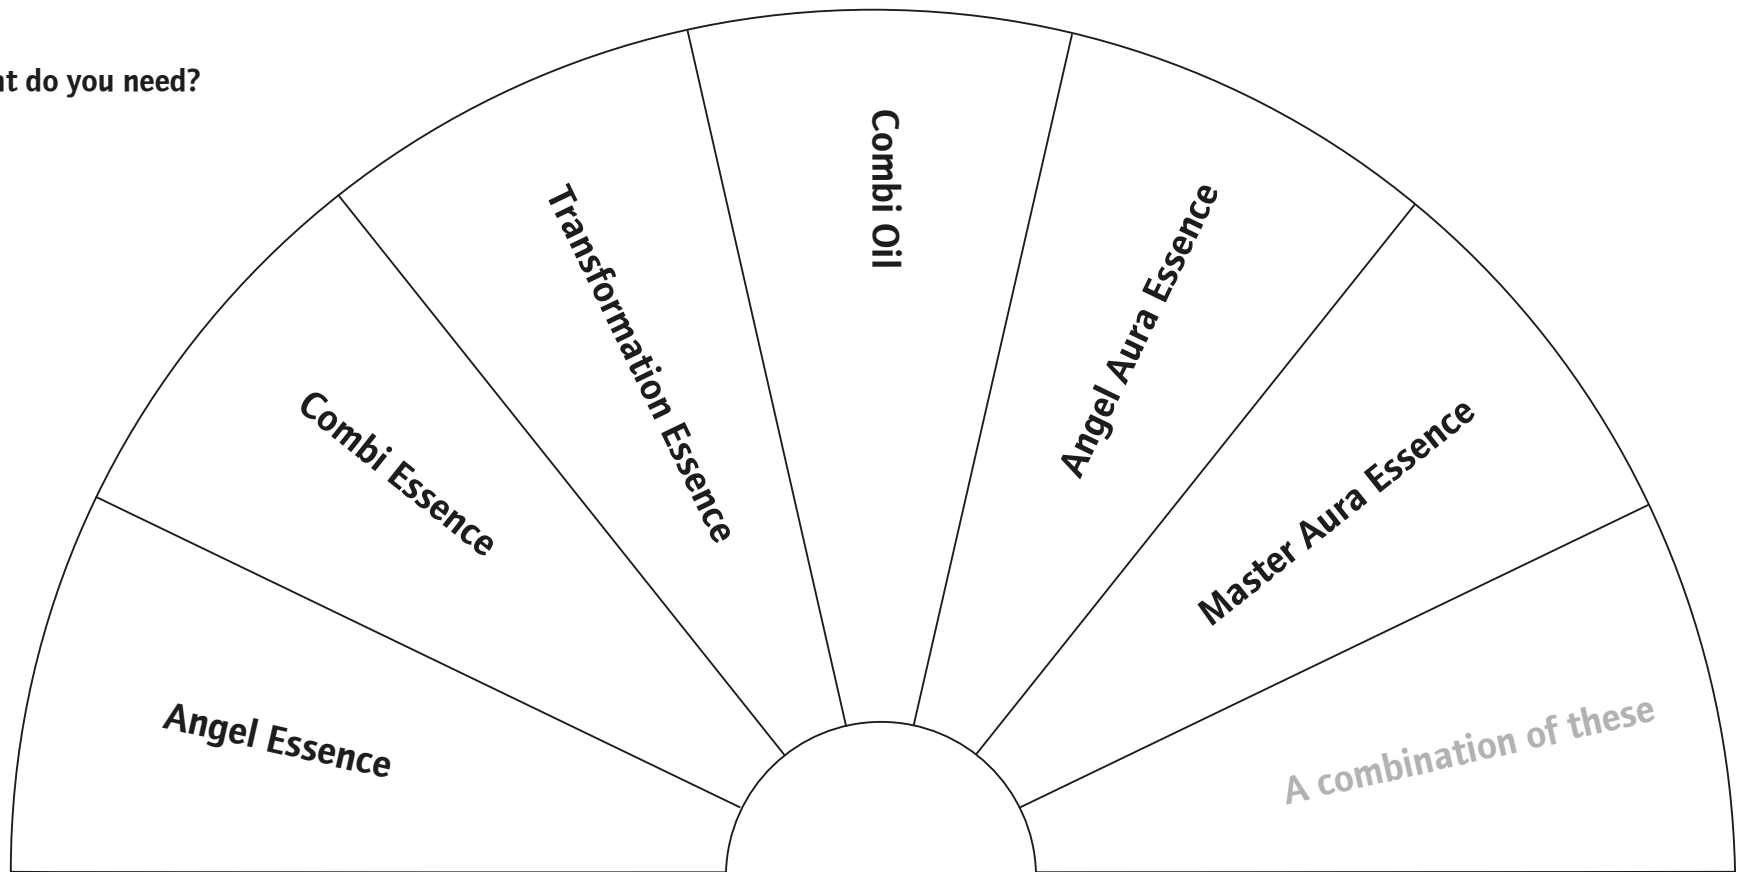 do you need?
Angel Essence
Combi Essence
Transformation Essence
Combi Oil
Angel Aura Essence
Master Aura Essence
A combination of these